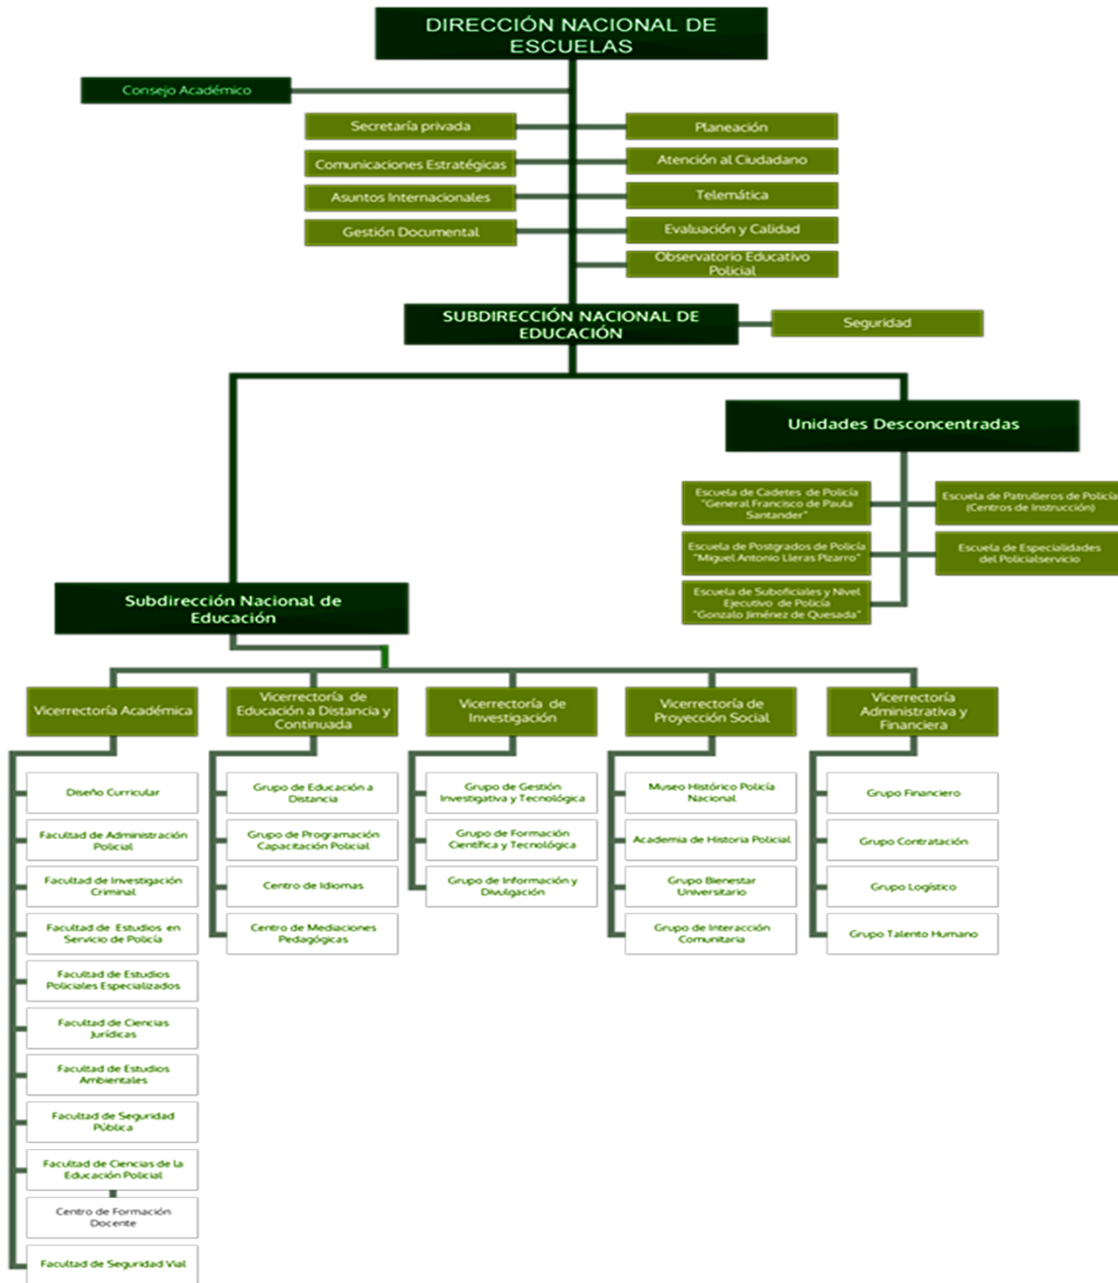 DIRECCIÓN NACIONAL DE
ESCUELAS
Consejo Académico
Secretaría privada
Planeación
Comunicaciones Estratégicas
Atención al Ciudadano
Asuntos Internacionales
Telemática
Gestión Documental
Evaluación y Calidad
Observatorio Educativo
Policial
SUBDIRECCIÓN NACIONAL DE
EDUCACIÓN
Seguridad
Unidades Desconcentradas
Escuela de Cadetes de Policía
"General Francisco de Paula
Santander"
Escuela de Patrulleros de Policía
(Centros de Instrucción)
Escuela de Postgrados de Policía
"Miguel Antonio Lleras Pizarro"
Escuela de Especialidades
del Policialservicio
Escuela de Suboficiales y Nivel
Ejecutivo de Policía
"Gonzalo Jiménez de Quesada"
Subdirección Nacional de
Educación
Vicerrectoría Académica
Vicerrectoría de
Educación a Distancia y
Continuada
Vicerrectoría de
Investigación
Vicerrectoría de
Proyección Social
Vicerrectoría
Administrativa y
Financiera
Diseño Curricular
Facultad de Administración
Policial
Facultad de Investigación
Criminal
Facultad de Estudios en
Servicio de Policía
Facultad de Estudios
Policiales Especializados
Facultad de Ciencias
Jurídicas
Facultad de Estudios
Ambientales
Facultad de Seguridad
Pública
Facultad de Ciencias de la
Educación Policial
Centro de Formación
Docente
Facultad de Seguridad Vial
Grupo de Educación a
Distancia
Grupo de Programación
Capacitación Policial
Centro de Idiomas
Centro de Mediaciones
Pedagógicas
Grupo de Gestión
Investigativa y Tecnológica
Grupo de Formación
Científica y Tecnológica
Grupo de Información y
Divulgación
Museo Histórico Policía
Nacional
Academia de Historia Policial
Grupo Bienestar
Universitario
Grupo de Interacción
Comunitaria
Grupo Financiero
Grupo Contratación
Grupo Logístico
Grupo Talento Humano